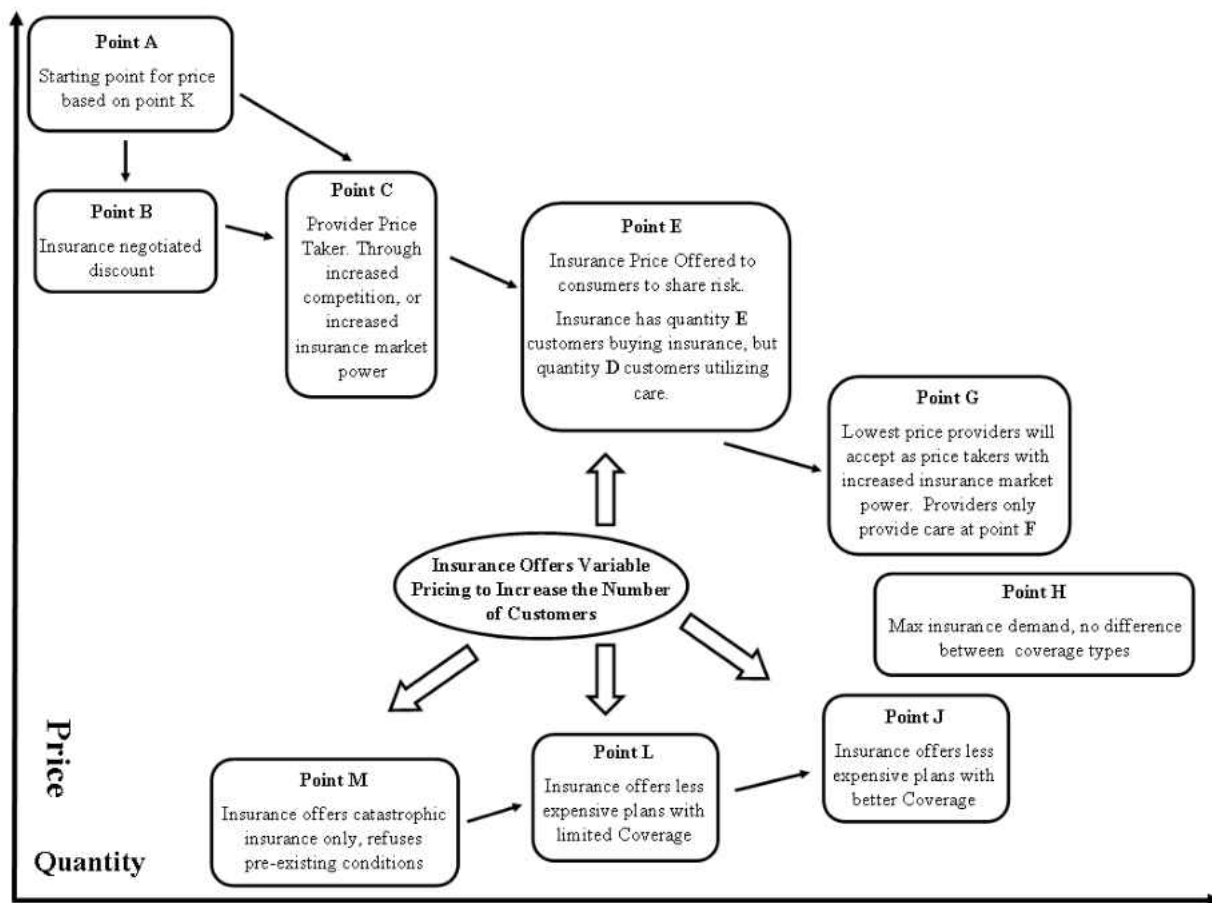 Point A
Starting point for price
based on point K
Point B
Insurance negotiated
discount
Point C
Provider Price
Taker. Through
increased
competition, or
increased
insurance market
power
Point E
Insurance Price Offered to
consumers to share risk.
Insurance has quantity E
customers buying insurance, but
quantity D customers utilizing
care.
Point G
Lowest price providers will
accept as price takers with
increased insurance market
power. Providers only
provide care at point F
Insurance Offers Variable
Pricing to Increase the Number
of Customers
Point H
Max insurance demand, no difference
between coverage types
Point J
Insurance offers less
expensive plans with
better Coverage
Point L
Insurance offers less
expensive plans with
limited Coverage
Point M
Insurance offers catastrophic
insurance only, refuses
pre-existing conditions
Price
Quantity